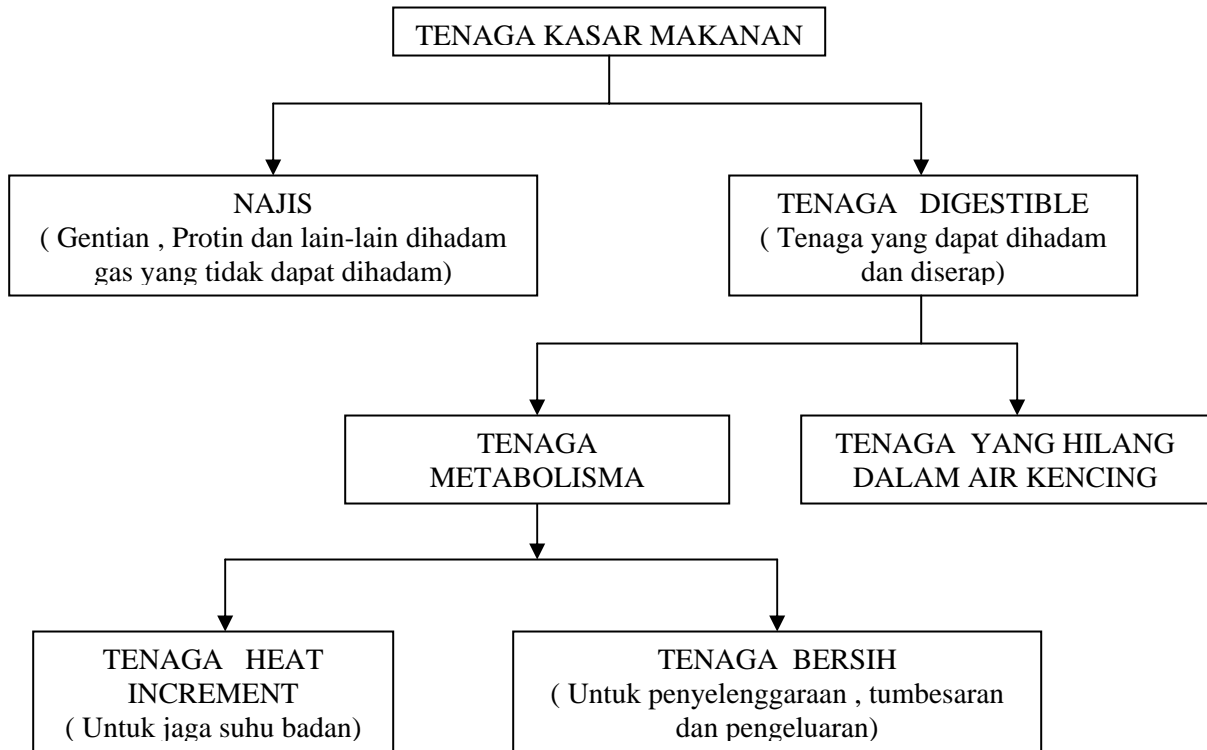 TENAGA KASAR MAKANAN
NAJIS
( Gentian , Protin dan lain-lain dihadam
gas yang tidak dapat dihadam)
TENAGA DIGESTIBLE
( Tenaga yang dapat dihadam
dan diserap)
TENAGA
METABOLISMA
TENAGA YANG HILANG
DALAM AIR KENCING
TENAGA HEAT
INCREMENT
( Untuk jaga suhu badan)
TENAGA BERSIH
( Untuk penyelenggaraan , tumbesaran
dan pengeluaran)